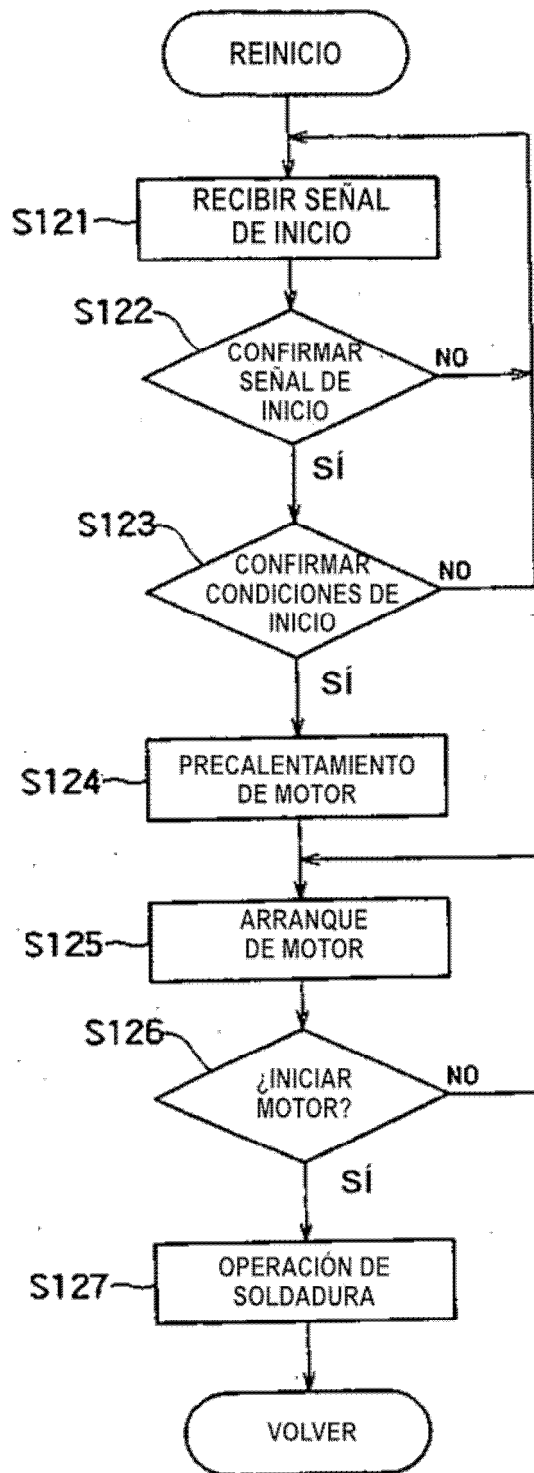 REINICIO
S121
RECIBIR SEÑAL
DE INICIO
S122
CONFIRMAR
SEÑAL DE
INICIO
NO
SÍ
S123
CONFIRMAR
CONDICIONES DE
INICIO
NO
SÍ
S124
PRECALENTAMIENTO
DE MOTOR
S125
ARRANQUE
DE MOTOR
S126
¿INICIAR
MOTOR?
NO
SÍ
S127
OPERACIÓN DE
SOLDADURA
VOLVER